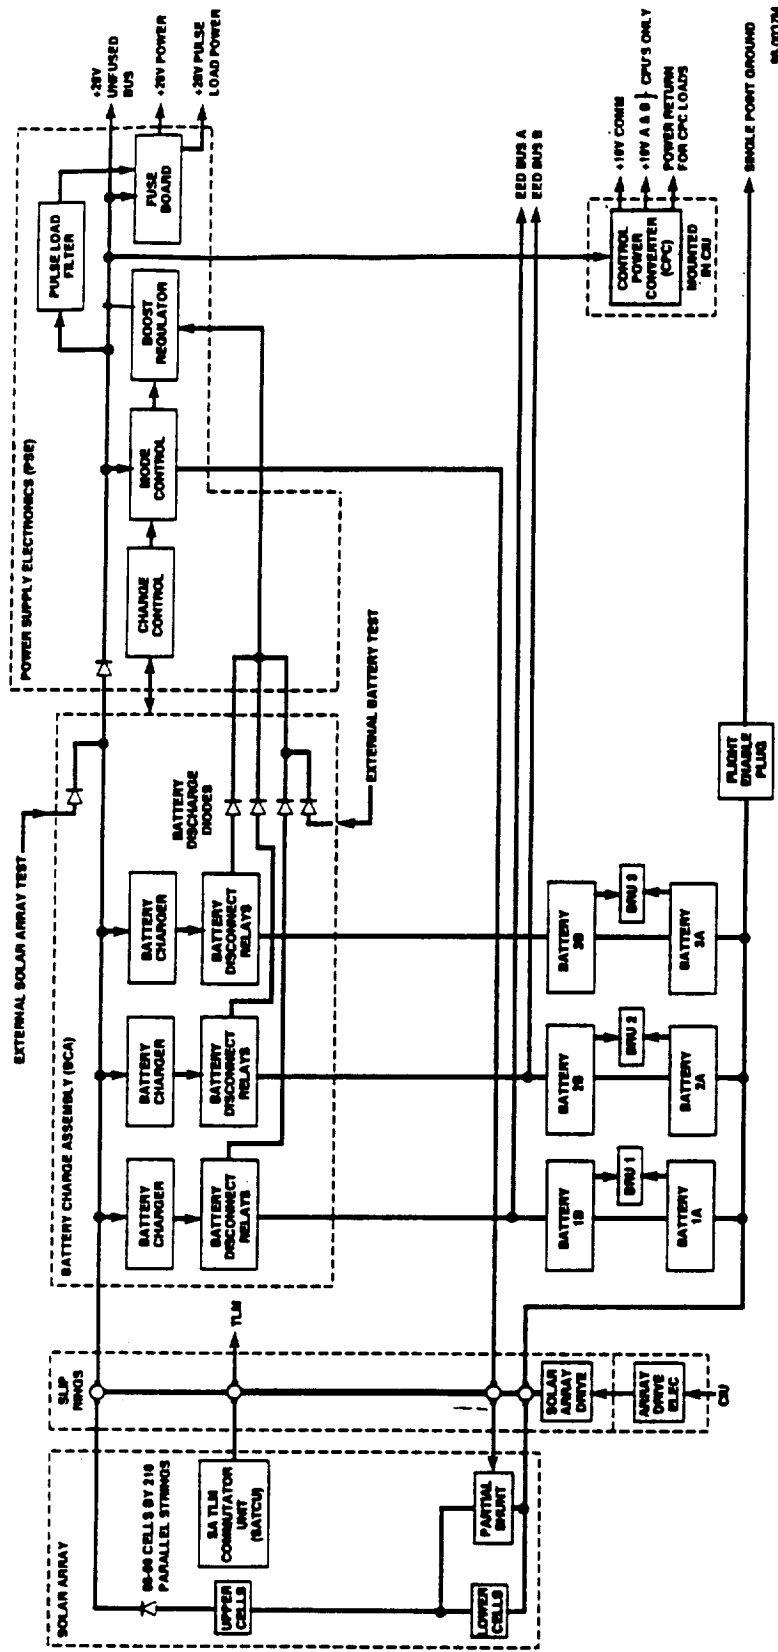 SOLAR ARRAY
88-90 CELLS BY 210
PARALLEL STRINGS
UPPER
CELLS
SA TLM
COMMUTATOR
UNIT
(SATCU)
LOWER
CELLS
PARTIAL
SHUNT
SLIP
RINGS
TLM
SOLAR ARRAY
DRIVE
ARRAY
DRIVE
ELEC
CIU
EXTERNAL SOLAR ARRAY TEST
BATTERY CHARGE ASSEMBLY (BCA)
BATTERY
CHARGER
BATTERY
CHARGER
BATTERY
CHARGER
BATTERY
DISCONNECT
RELAYS
BATTERY
DISCONNECT
RELAYS
BATTERY
DISCONNECT
RELAYS
BATTERY
DISCHARGE
DIODES
EXTERNAL BATTERY TEST
POWER SUPPLY ELECTRONICS (PSE)
CHARGE
CONTROL
MODE
CONTROL
BOOST
REGULATOR
PULSE LOAD
FILTER
FUSE
BOARD
+28V
UNFUSED
BUS
+28V POWER
+28V PULSE
LOAD POWER
BATTERY
1B
BRU 1
BATTERY
1A
BATTERY
2B
BRU 2
BATTERY
2A
BATTERY
3B
BRU 3
BATTERY
3A
FLIGHT
ENABLE
PLUG
EED BUS A
EED BUS B
CONTROL
POWER
CONVERTER
(CPC)
MOUNTED
IN CIU
+10V COMM
+10V A & B } CPU'S ONLY
POWER RETURN
FOR CPC LOADS
SINGLE POINT GROUND